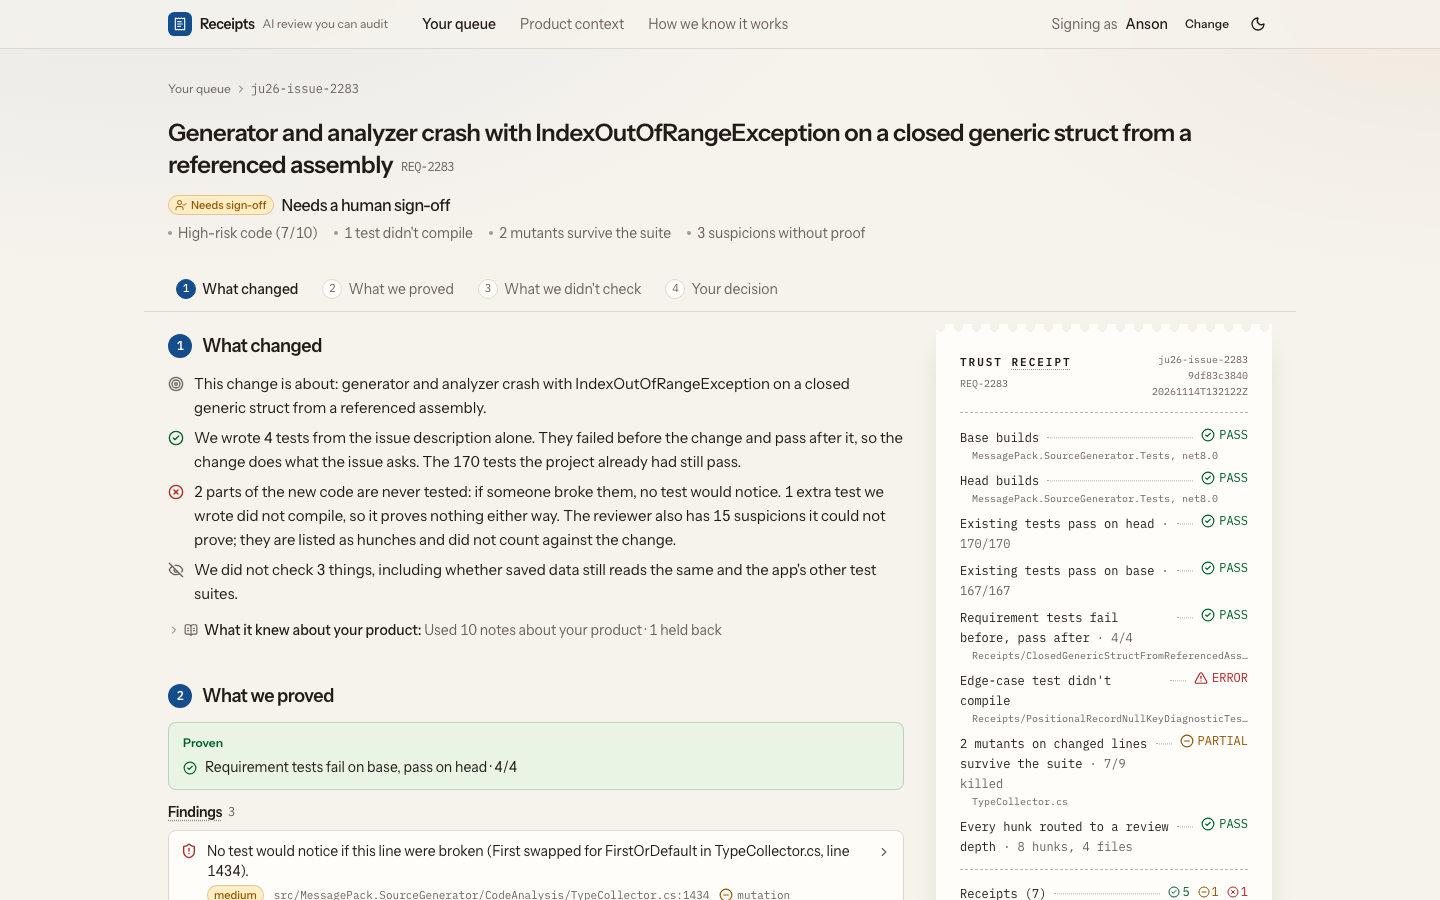 Receipts AI review you can audit Your queue Product context How we know it works Signing as Anson Change
Your queue > ju26-issue-2283
Generator and analyzer crash with IndexOutOfRangeException on a closed generic struct from a
referenced assembly REQ-2283
Needs sign-off Needs a human sign-off
• High-risk code (7/10) • 1 test didn't compile • 2 mutants survive the suite • 3 suspicions without proof
1 What changed 2 What we proved 3 What we didn't check 4 Your decision
1 What changed
This change is about: generator and analyzer crash with IndexOutOfRangeException on a closed
generic struct from a referenced assembly.
We wrote 4 tests from the issue description alone. They failed before the change and pass after it, so the
change does what the issue asks. The 170 tests the project already had still pass.
2 parts of the new code are never tested: if someone broke them, no test would notice. 1 extra test we
wrote did not compile, so it proves nothing either way. The reviewer also has 15 suspicions it could not
prove; they are listed as hunches and did not count against the change.
We did not check 3 things, including whether saved data still reads the same and the app's other test
suites.
What it knew about your product: Used 10 notes about your product · 1 held back
2 What we proved
Proven
Requirement tests fail on base, pass on head · 4/4
Findings 3
No test would notice if this line were broken (First swapped for FirstOrDefault in TypeCollector.cs, line
1434).
medium src/MessagePack.SourceGenerator/CodeAnalysis/TypeCollector.cs:1434 mutation
TRUST RECEIPT ju26-issue-2283
9df83c3840
REQ-2283
20261114T132122Z
Base builds PASS
MessagePack.SourceGenerator.Tests, net8.0
Head builds PASS
MessagePack.SourceGenerator.Tests, net8.0
Existing tests pass on head · PASS
170/170
Existing tests pass on base · PASS
167/167
Requirement tests fail PASS
before, pass after · 4/4
Receipts/ClosedGenericStructFromReferencedAss…
Edge-case test didn't ERROR
compile
Receipts/PositionalRecordNullKeyDiagnosticTes…
2 mutants on changed lines PARTIAL
survive the suite · 7/9
killed
TypeCollector.cs
Every hunk routed to a review PASS
depth · 8 hunks, 4 files
Receipts (7) 5 1 1